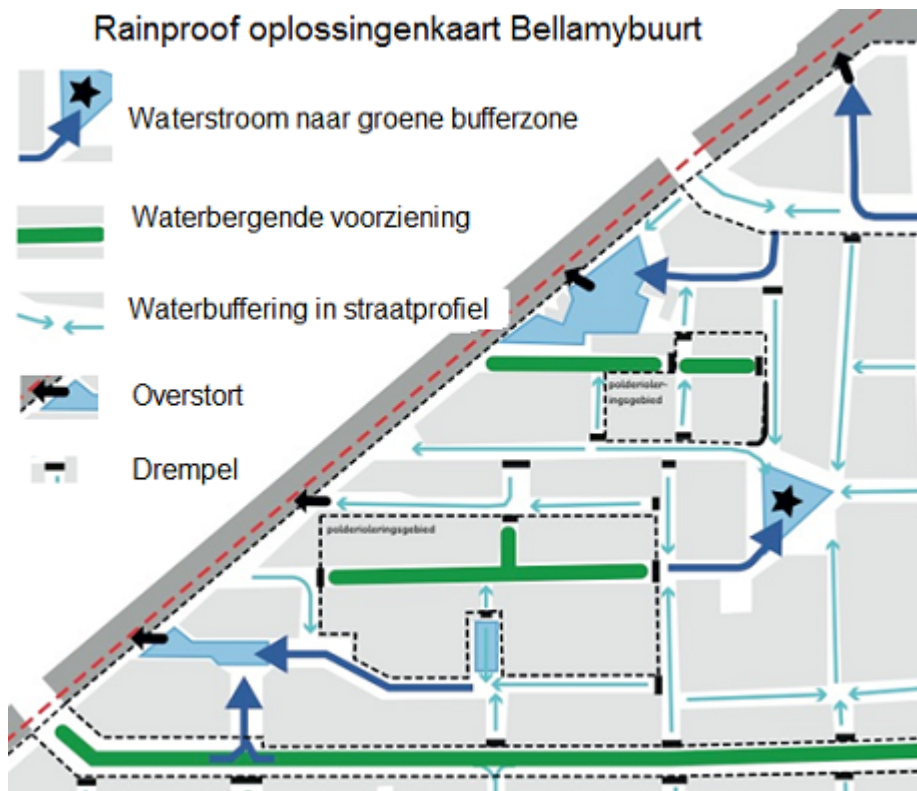 Rainproof oplossingenkaart Bellamybuurt
Waterstroom naar groene bufferzone
Waterbergende voorziening
Waterbuffering in straatprofiel
Overstort
Drempel
polderioler-
ingsgebied
polderioleringsgebied